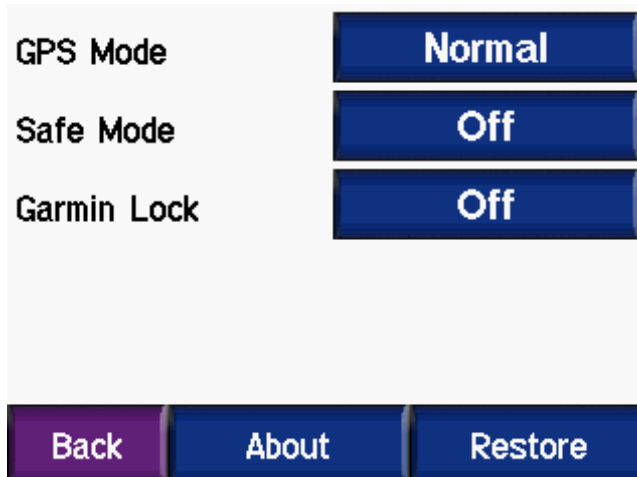 GPS Mode Normal
Safe Mode Off
Garmin Lock Off
Back About Restore